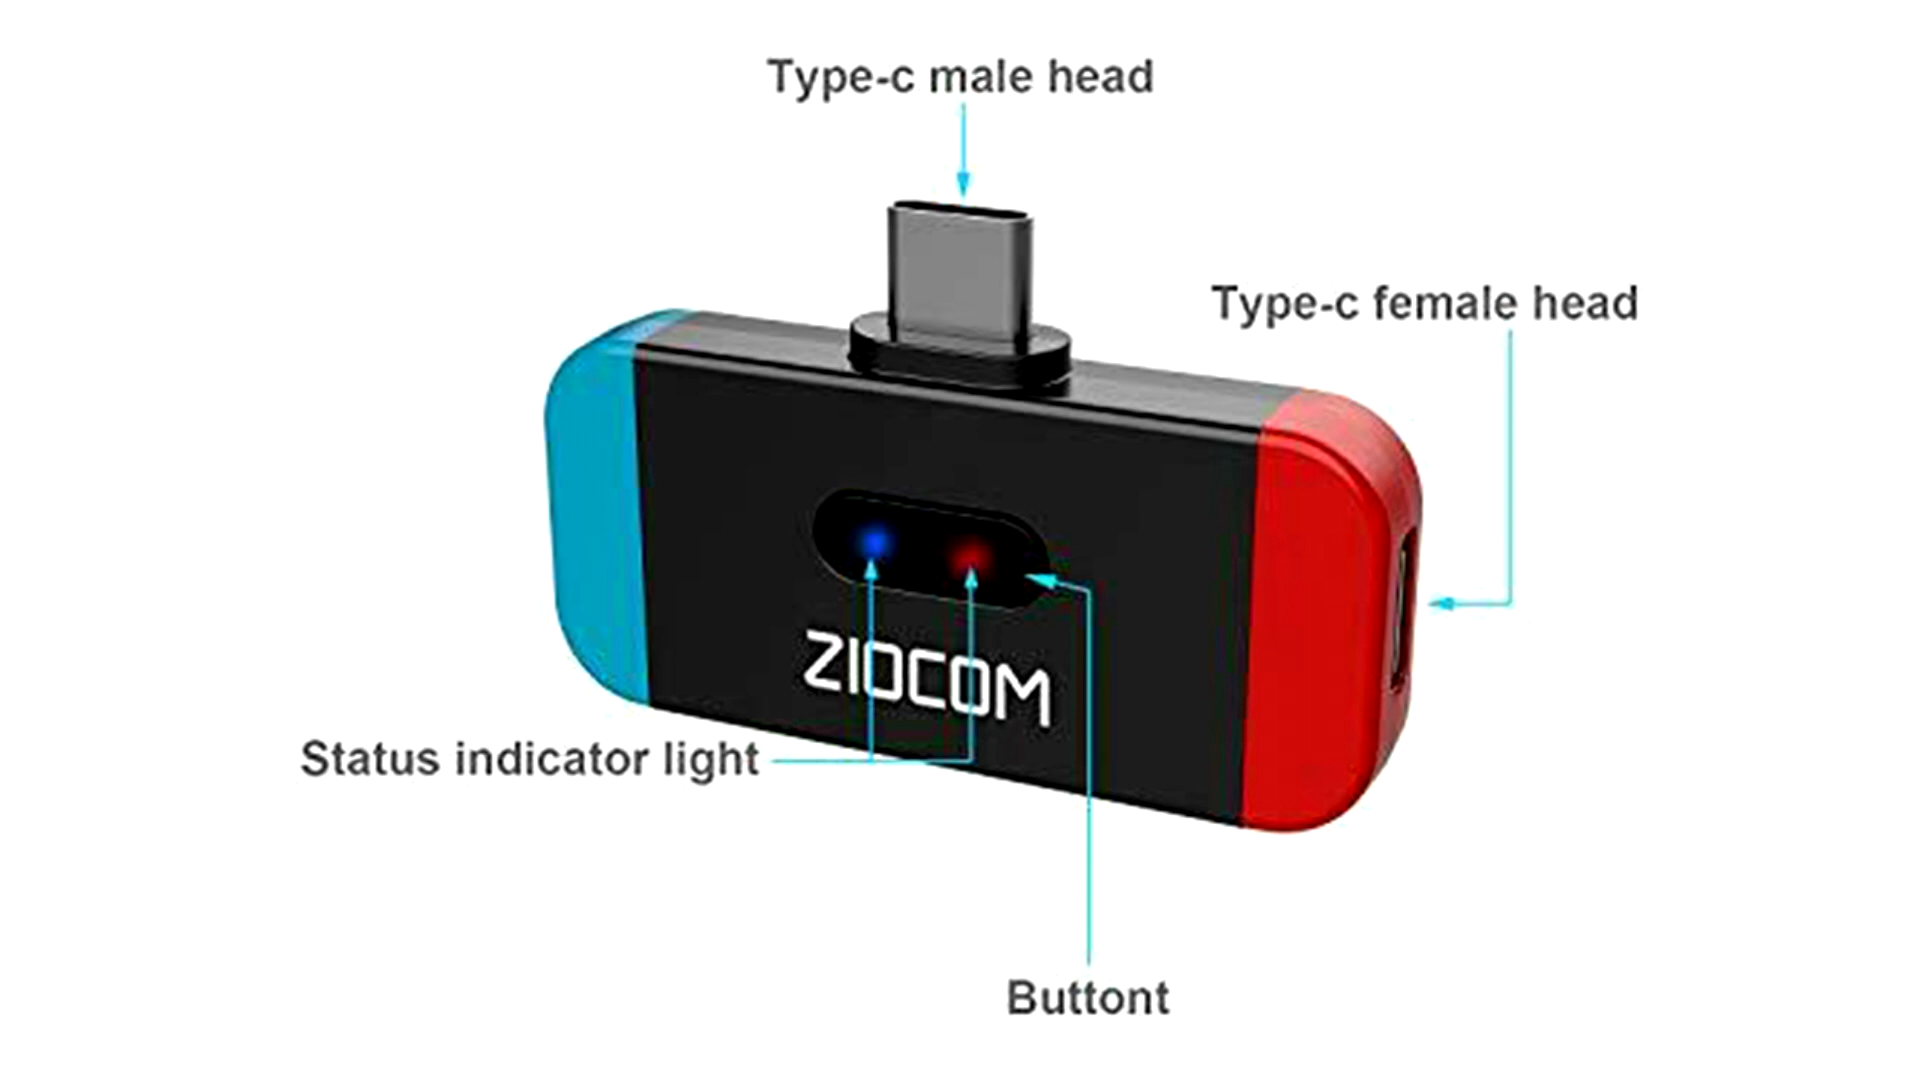 Type-c male head
Type-c female head
ZIOCOM
Status indicator light
Buttont